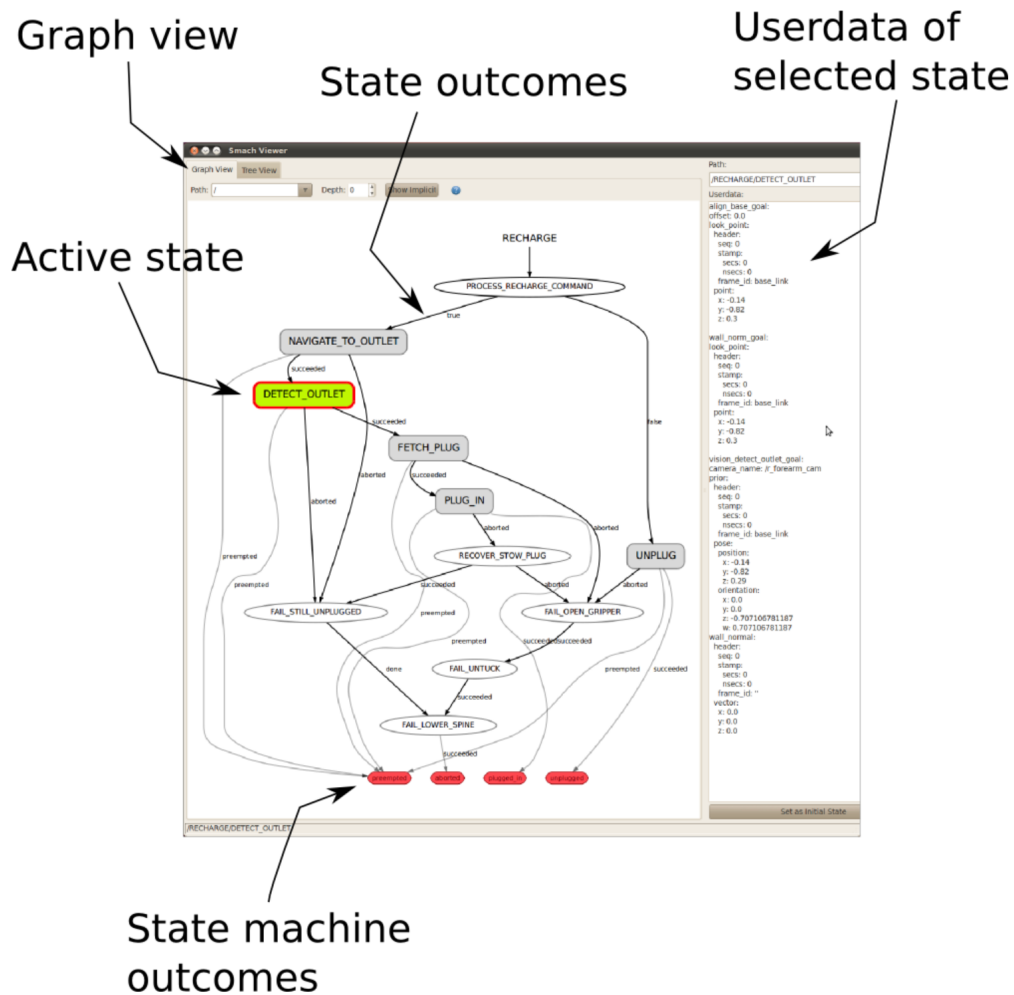 Graph view
Userdata of
selected state
State outcomes
Active state
State machine
outcomes
Smach Viewer
Graph View
Tree View
Path: /
Depth: 0
Show Implicit
RECHARGE
PROCESS_RECHARGE_COMMAND
true
NAVIGATE_TO_OUTLET
succeeded
DETECT_OUTLET
succeeded
false
FETCH_PLUG
aborted
succeeded
PLUG_IN
aborted
aborted
aborted
RECOVER_STOW_PLUG
UNPLUG
preempted
preempted
succeeded
aborted
aborted
FAIL_STILL_UNPLUGGED
preempted
FAIL_OPEN_GRIPPER
preempted
succeeded
succeeded
done
FAIL_UNTUCK
preempted
succeeded
succeeded
FAIL_LOWER_SPINE
succeeded
preempted
aborted
plugged_in
unplugged
/RECHARGE/DETECT_OUTLET
Path:
/RECHARGE/DETECT_OUTLET
Userdata:
align_base_goal:
offset: 0.0
look_point:
header:
seq: 0
stamp:
secs: 0
nsecs: 0
frame_id: base_link
point:
x: -0.14
y: -0.82
z: 0.3
wall_norm_goal:
look_point:
header:
seq: 0
stamp:
secs: 0
nsecs: 0
frame_id: base_link
point:
x: -0.14
y: -0.82
z: 0.3
vision_detect_outlet_goal:
camera_name: /r_forearm_cam
prior:
header:
seq: 0
stamp:
secs: 0
nsecs: 0
frame_id: base_link
pose:
position:
x: -0.14
y: -0.82
z: 0.29
orientation:
x: 0.0
y: 0.0
z: -0.707106781187
w: 0.707106781187
wall_normal:
header:
seq: 0
stamp:
secs: 0
nsecs: 0
frame_id: ''
vector:
x: 0.0
y: 0.0
z: 0.0
Set as Initial State